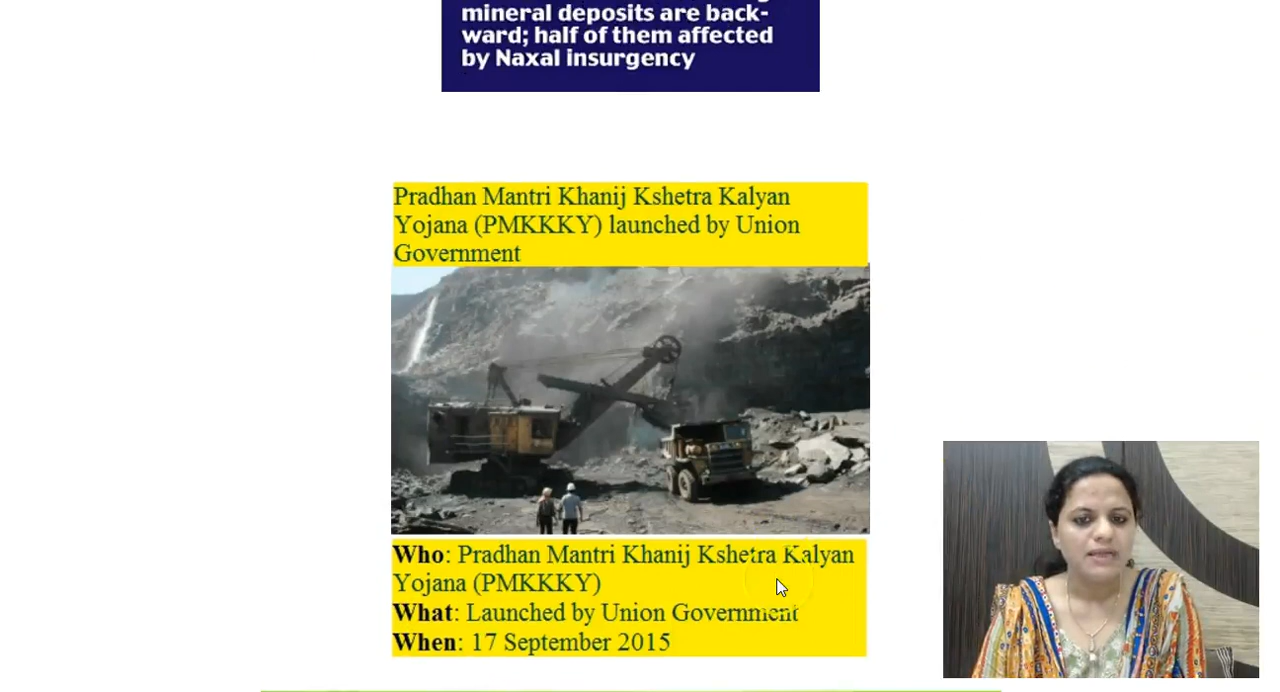 mineral deposits are back-
ward; half of them affected
by Naxal insurgency
Pradhan Mantri Khanij Kshetra Kalyan
Yojana (PMKKKY) launched by Union
Government
Who: Pradhan Mantri Khanij Kshetra Kalyan
Yojana (PMKKKY)
What: Launched by Union Government
When: 17 September 2015